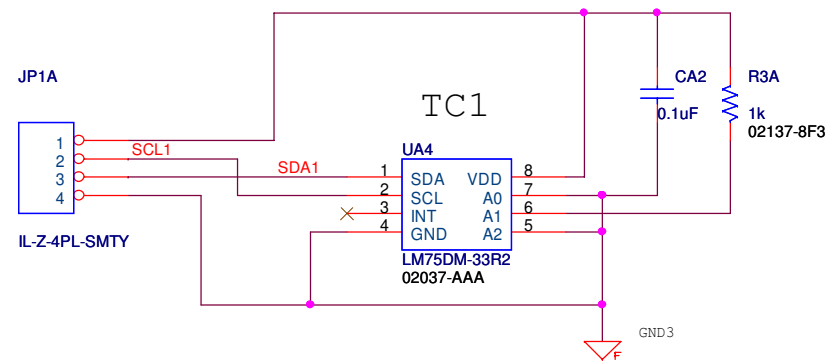 JP1A
1
2
3
4
IL-Z-4PL-SMTY
SCL1
SDA1
TC1
UA4
1 SDA VDD 8
2 SCL A0 7
3 INT A1 6
4 GND A2 5
LM75DM-33R2
02037-AAA
CA2
0.1uF
R3A
1k
02137-8F3
GND3
F